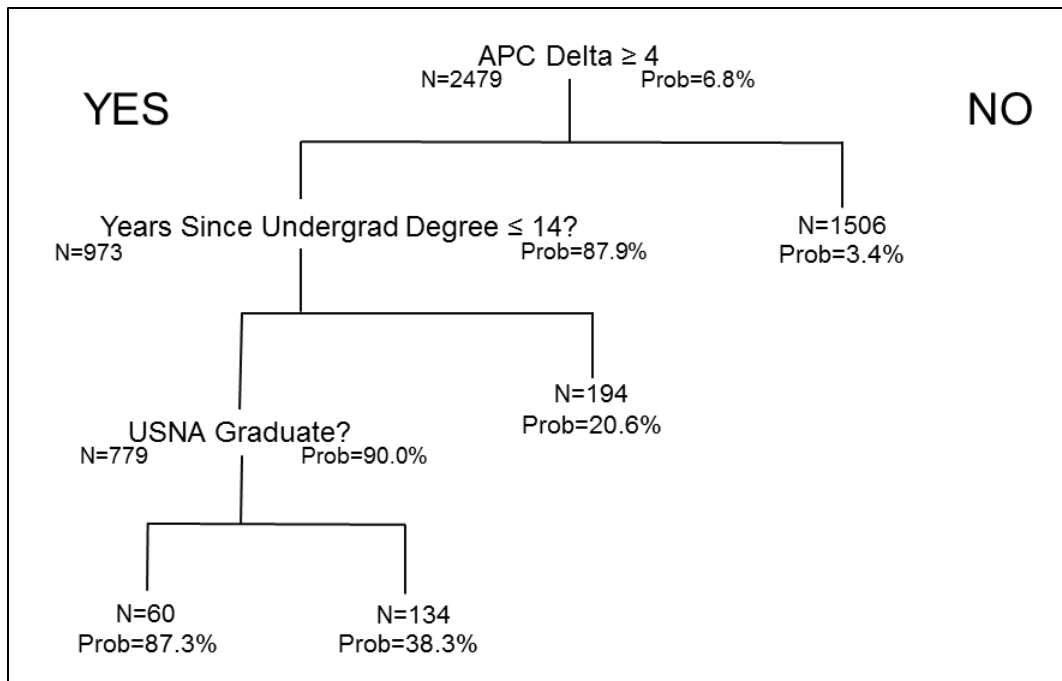 APC Delta ≥ 4
N=2479 Prob=6.8%
YES NO
Years Since Undergrad Degree ≤ 14?
N=973 Prob=87.9%
N=1506
Prob=3.4%
N=194
Prob=20.6%
USNA Graduate?
N=779 Prob=90.0%
N=60
Prob=87.3%
N=134
Prob=38.3%